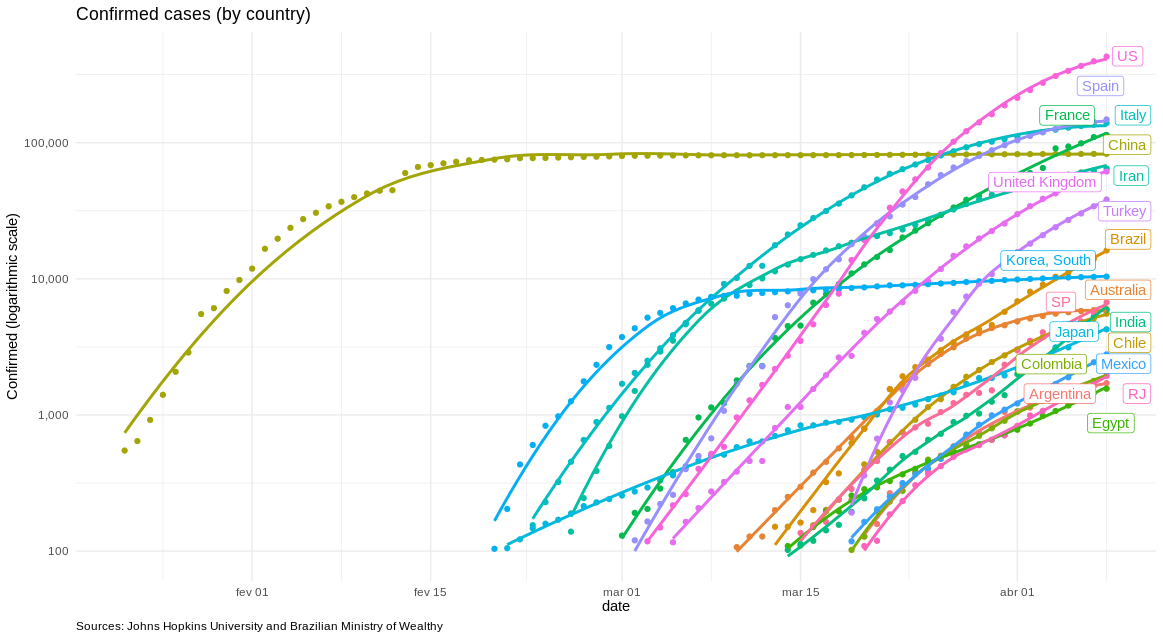 Confirmed cases (by country)
Confirmed (logarithmic scale)
100,000
10,000
1,000
100
US
Spain
France
Italy
China
United Kingdom
Iran
Turkey
Brazil
Korea, South
Australia
SP
India
Japan
Chile
Colombia
Mexico
Argentina
RJ
Egypt
fev 01
fev 15
mar 01
mar 15
abr 01
date
Sources: Johns Hopkins University and Brazilian Ministry of Wealthy